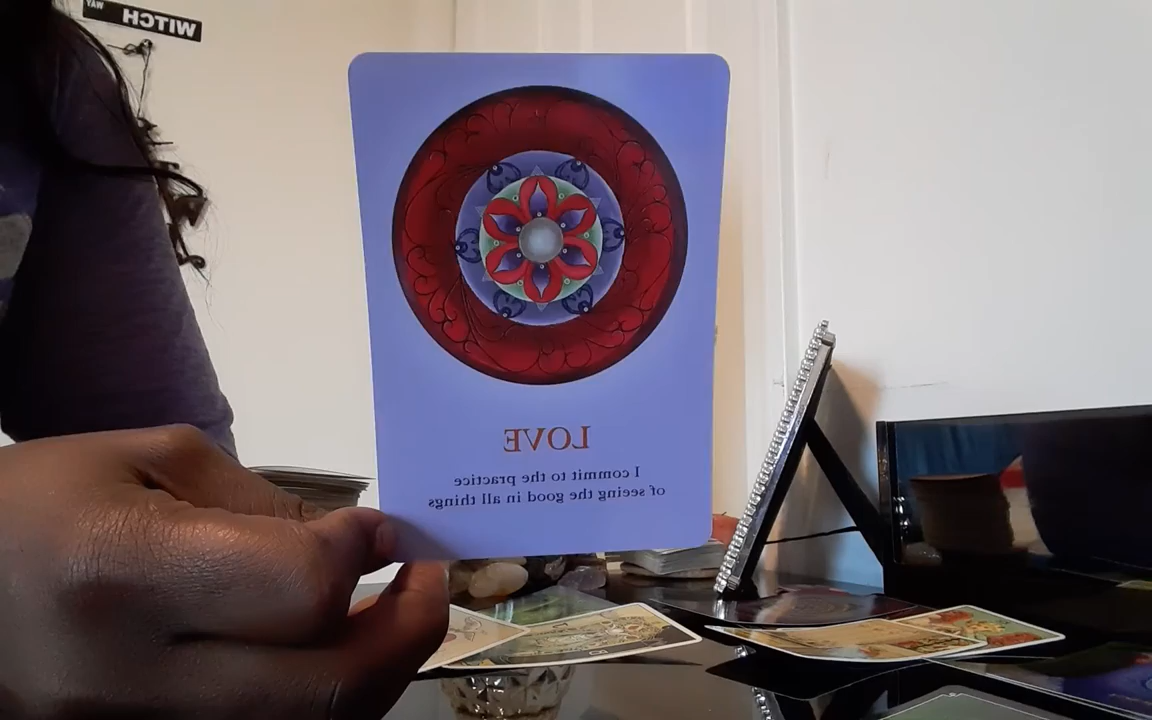 WITCH
WAY
LOVE
I commit to the practice
of seeing the good in all things